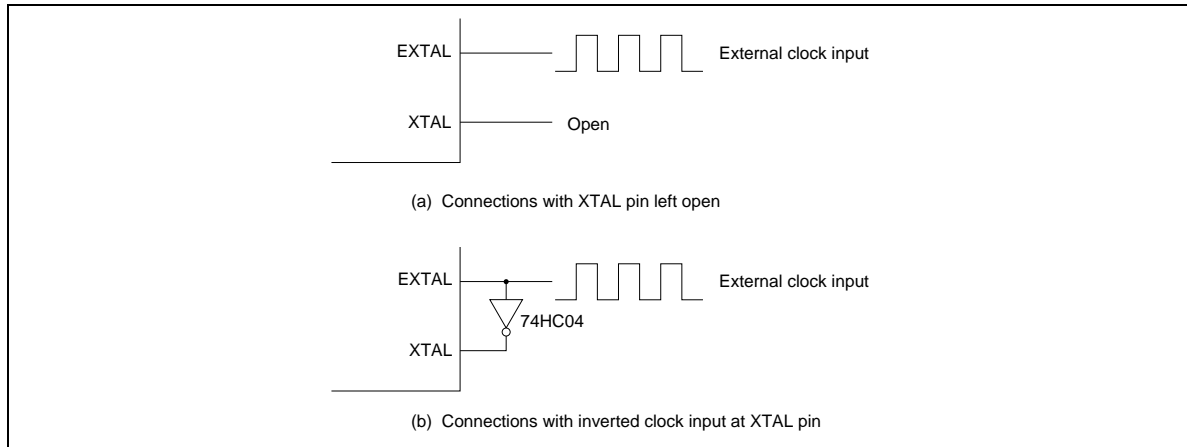 EXTAL External clock input
XTAL Open
(a) Connections with XTAL pin left open
EXTAL External clock input
74HC04
XTAL
(b) Connections with inverted clock input at XTAL pin